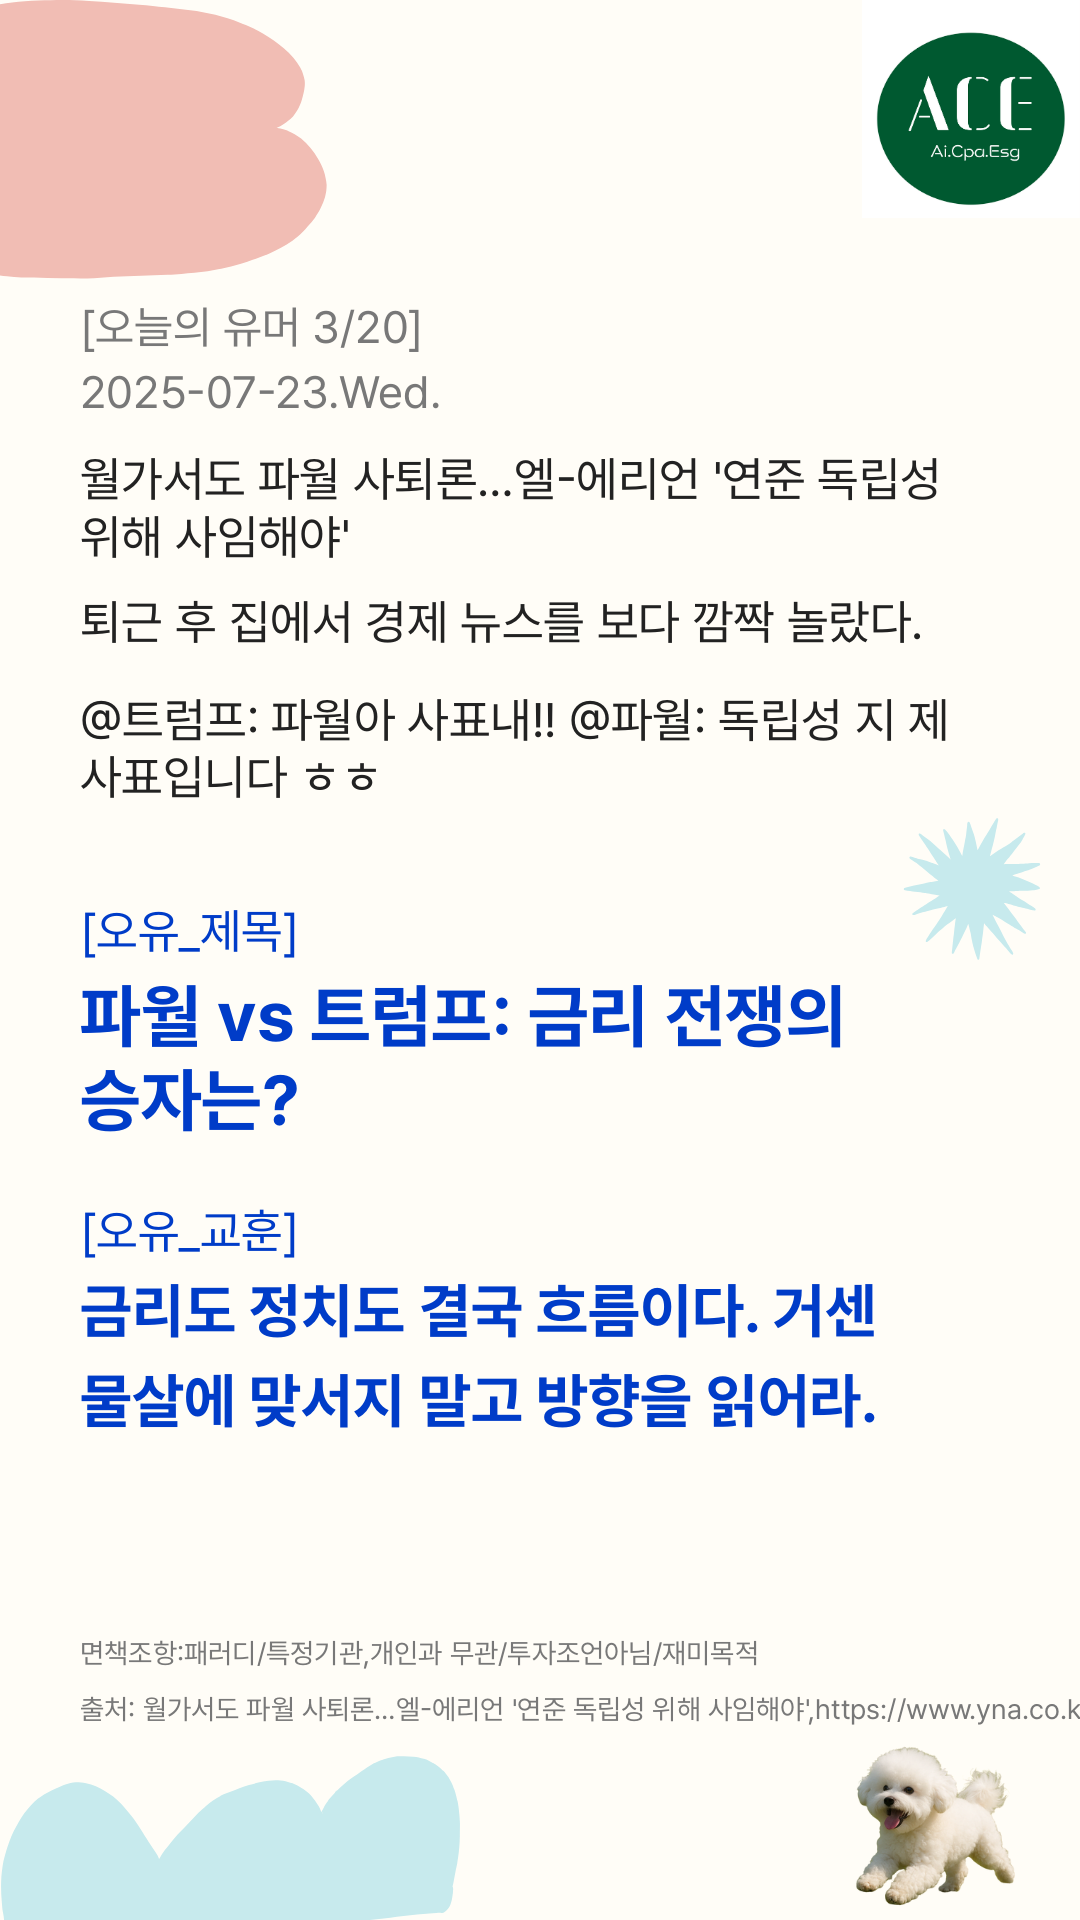 ACE
Ai.Cpa.Esg
[오늘의 유머 3/20]
2025-07-23.Wed.
월가서도 파월 사퇴론...엘-에리언 '연준 독립성
위해 사임해야'
퇴근 후 집에서 경제 뉴스를 보다 깜짝 놀랐다.
@트럼프: 파월아 사표내!! @파월: 독립성 지 제
사표입니다 ㅎㅎ
[오유_제목]
파월 vs 트럼프: 금리 전쟁의
승자는?
[오유_교훈]
금리도 정치도 결국 흐름이다. 거센
물살에 맞서지 말고 방향을 읽어라.
면책조항:패러디/특정기관,개인과 무관/투자조언아님/재미목적
출처: 월가서도 파월 사퇴론...엘-에리언 '연준 독립성 위해 사임해야',https://www.yna.co.k